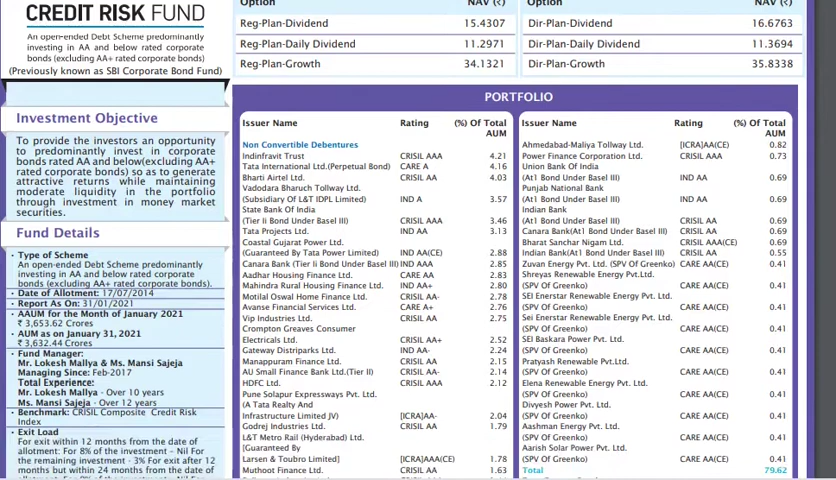 CREDIT RISK FUND
An open-ended Debt Scheme predominantly
investing in AA and below rated corporate
bonds (excluding AA+ rated corporate bonds)
(Previously known as SBI Corporate Bond Fund)
Investment Objective
To provide the investors an opportunity
to predominantly invest in corporate
bonds rated AA and below(excluding AA+
rated corporate bonds) so as to generate
attractive returns while maintaining
moderate liquidity in the portfolio
through investment in money market
securities.
Fund Details
• Type of Scheme
An open-ended Debt Scheme predominantly
investing in AA and below rated corporate
bonds (excluding AA+ rated corporate bonds).
• Date of Allotment: 17/07/2014
• Report As On: 31/01/2021
• AAUM for the Month of January 2021
₹ 3,653.62 Crores
• AUM as on January 31, 2021
₹ 3,632.44 Crores
• Fund Manager:
Mr. Lokesh Mallya & Ms. Mansi Sajeja
Managing Since: Feb-2017
Total Experience:
Mr. Lokesh Mallya - Over 10 years
Ms. Mansi Sajeja - Over 12 years
• Benchmark: CRISIL Composite Credit Risk
Index
• Exit Load
For exit within 12 months from the date of
allotment: For 8% of the investment - Nil For
the remaining investment - 3% For exit after 12
months but within 24 months from the date of
Option NAV (₹)
Reg-Plan-Dividend 15.4307
Reg-Plan-Daily Dividend 11.2971
Reg-Plan-Growth 34.1321
Option NAV (₹)
Dir-Plan-Dividend 16.6763
Dir-Plan-Daily Dividend 11.3694
Dir-Plan-Growth 35.8338
PORTFOLIO
Issuer Name Rating (%) Of Total
AUM
Non Convertible Debentures
Indinfravit Trust CRISIL AAA 4.21
Tata International Ltd.(Perpetual Bond) CARE A 4.16
Bharti Airtel Ltd. CRISIL AA 4.03
Vadodara Bharuch Tollway Ltd.
(Subsidary Of L&T IDPL Limited) IND A 3.57
State Bank Of India
(Tier Ii Bond Under Basel III) CRISIL AAA 3.46
Tata Projects Ltd. IND AA 3.13
Coastal Gujarat Power Ltd.
(Guaranteed By Tata Power Limited) IND AA(CE) 2.88
Canara Bank (Tier Ii Bond Under Basel III) IND AAA 2.85
Aadhar Housing Finance Ltd. CARE AA 2.83
Mahindra Rural Housing Finance Ltd. IND AA+ 2.80
Motilal Oswal Home Finance Ltd. CRISIL AA- 2.78
Avanse Financial Services Ltd. CARE A+ 2.76
Vip Industries Ltd. CRISIL AA 2.75
Crompton Greaves Consumer
Electricals Ltd. CRISIL AA+ 2.52
Gateway Distriparks Ltd. IND AA- 2.24
Manappuram Finance Ltd. CRISIL AA 2.15
AU Small Finance Bank Ltd.(Tier II) CRISIL AA- 2.14
HDFC Ltd. CRISIL AAA 2.12
Pune Solapur Expressways Pvt. Ltd.
(A Tata Realty And
Infrastructure Limited JV) [ICRA]AA- 2.04
Godrej Industries Ltd. CRISIL AA 1.79
L&T Metro Rail (Hyderabad) Ltd.
[Guaranteed By
Larsen & Toubro Limited] [ICRA]AAA(CE) 1.78
Muthoot Finance Ltd. CRISIL AA 1.63
Issuer Name Rating (%) Of Total
AUM
Ahmedabad-Maliya Tollway Ltd. [ICRA]AA(CE) 0.82
Power Finance Corporation Ltd. CRISIL AAA 0.73
Union Bank Of India
(At1 Bond Under Basel III) IND AA 0.69
Punjab National Bank
(At1 Bond Under Basel III) IND AA 0.69
Indian Bank
(At1 Bond Under Basel III) CRISIL AA 0.69
Canara Bank(At1 Bond Under Basel III) CRISIL AA 0.69
Bharat Sanchar Nigam Ltd. CRISIL AAA(CE) 0.69
Indian Bank(At1 Bond Under Basel III) CRISIL AA 0.55
Zuvan Energy Pvt. Ltd. (SPV Of Greenko) CARE AA(CE) 0.41
Shreyas Renewable Energy Pvt.Ltd.
(SPV Of Greenko) CARE AA(CE) 0.41
SEI Enerstar Renewable Energy Pvt. Ltd.
(SPV Of Greenko) CARE AA(CE) 0.41
Sei Enerstar Renewable Energy Pvt. Ltd.
(SPV Of Greenko) CARE AA(CE) 0.41
SEI Baskara Power Pvt. Ltd.
(SPV Of Greenko) CARE AA(CE) 0.41
Pratyash Renewable Pvt.Ltd.
(SPV Of Greenko) CARE AA(CE) 0.41
Elena Renewable Energy Pvt. Ltd.
(SPV Of Greenko) CARE AA(CE) 0.41
Divyesh Power Pvt. Ltd.
(SPV Of Greenko) CARE AA(CE) 0.41
Aashman Energy Pvt. Ltd.
(SPV Of Greenko) CARE AA(CE) 0.41
Aarish Solar Power Pvt. Ltd.
(SPV Of Greenko) CARE AA(CE) 0.41
Total 79.62